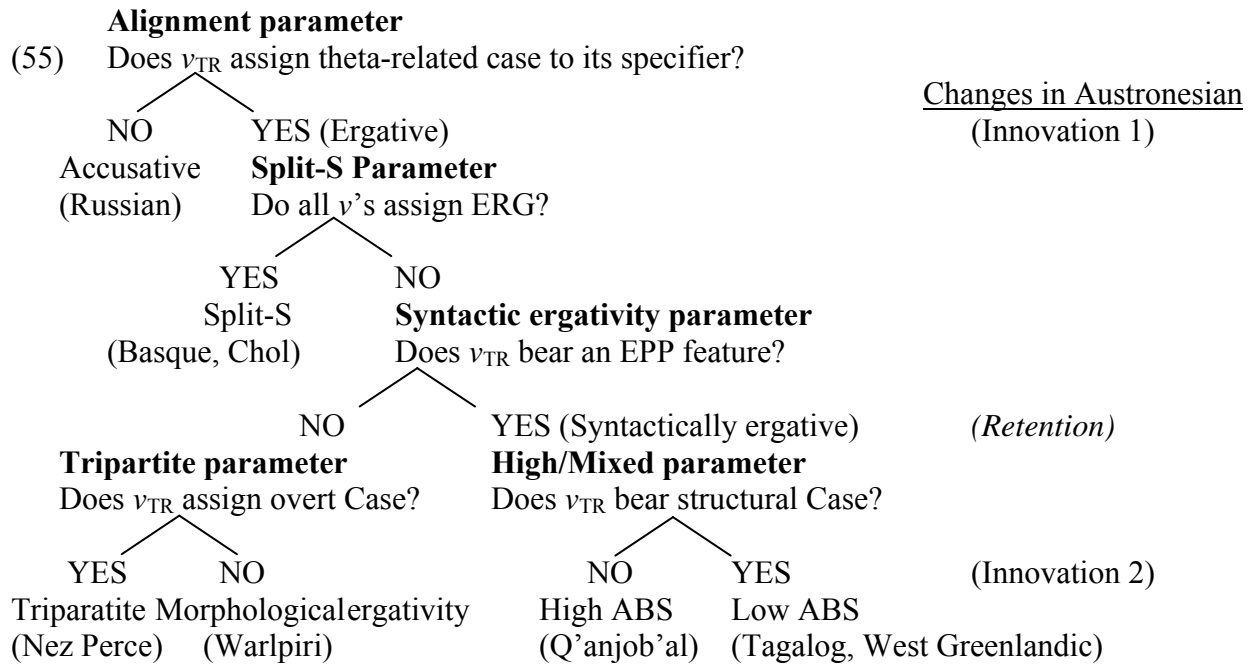 Alignment parameter
(55) Does vTR assign theta-related case to its specifier?
Changes in Austronesian
NO YES (Ergative) (Innovation 1)
Accusative Split-S Parameter
(Russian) Do all v's assign ERG?
YES NO
Split-S Syntactic ergativity parameter
(Basque, Chol) Does vTR bear an EPP feature?
NO YES (Syntactically ergative) (Retention)
Tripartite parameter High/Mixed parameter
Does vTR assign overt Case? Does vTR bear structural Case?
YES NO NO YES (Innovation 2)
Triparatite Morphologicalergativity High ABS Low ABS
(Nez Perce) (Warlpiri) (Q'anjob'al) (Tagalog, West Greenlandic)